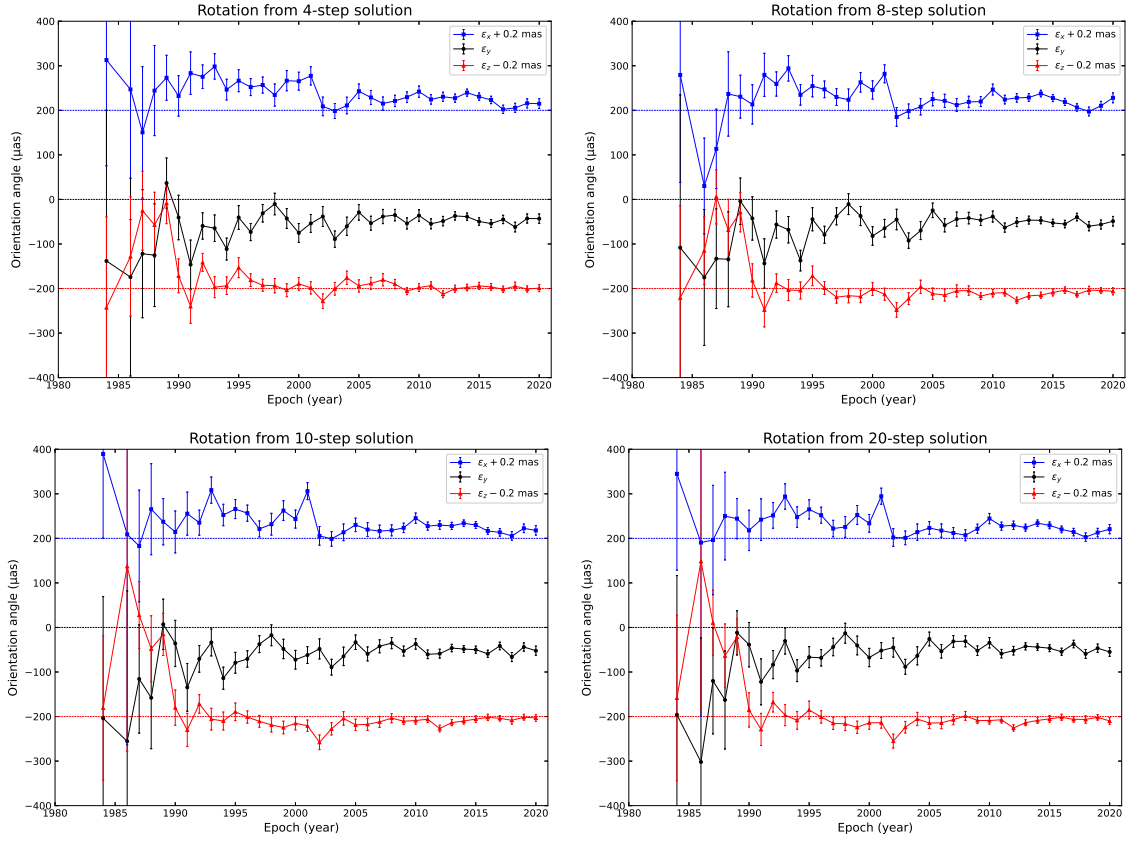 Rotation from 4-step solution
400
300
200
100
0
−100
−200
−300
−400
Orientation angle (μas)
εx + 0.2 mas
εy
εz − 0.2 mas
1980 1985 1990 1995 2000 2005 2010 2015 2020
Epoch (year)
Rotation from 8-step solution
400
300
200
100
0
−100
−200
−300
−400
Orientation angle (μas)
εx + 0.2 mas
εy
εz − 0.2 mas
1980 1985 1990 1995 2000 2005 2010 2015 2020
Epoch (year)
Rotation from 10-step solution
400
300
200
100
0
−100
−200
−300
−400
Orientation angle (μas)
εx + 0.2 mas
εy
εz − 0.2 mas
1980 1985 1990 1995 2000 2005 2010 2015 2020
Epoch (year)
Rotation from 20-step solution
400
300
200
100
0
−100
−200
−300
−400
Orientation angle (μas)
εx + 0.2 mas
εy
εz − 0.2 mas
1980 1985 1990 1995 2000 2005 2010 2015 2020
Epoch (year)